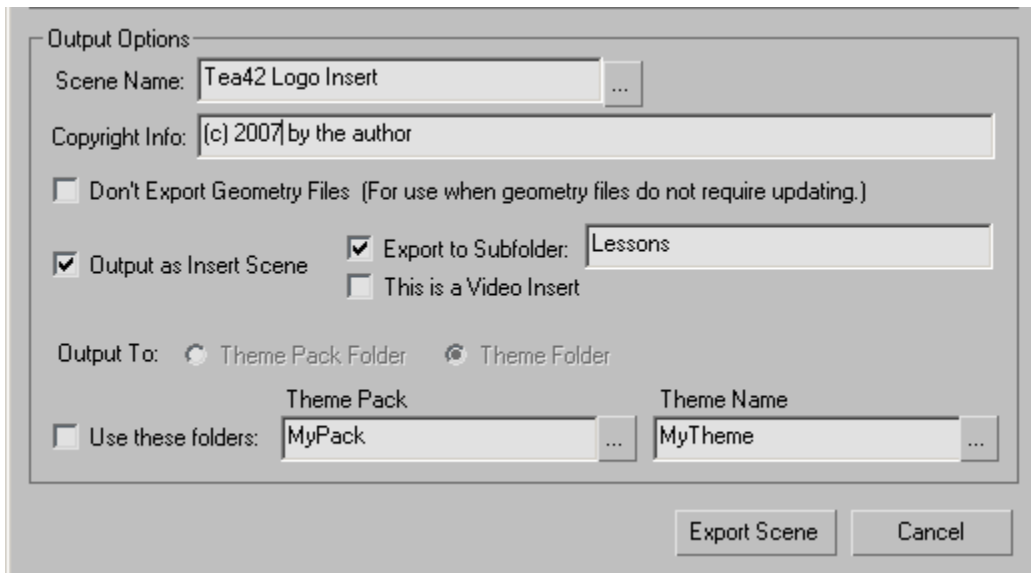 Output Options
Scene Name: Tea42 Logo Insert ...
Copyright Info: (c) 2007 by the author
Don't Export Geometry Files (For use when geometry files do not require updating.)
Output as Insert Scene
Export to Subfolder: Lessons
This is a Video Insert
Output To: Theme Pack Folder Theme Folder
Theme Pack Theme Name
Use these folders: MyPack ... MyTheme ...
Export Scene Cancel